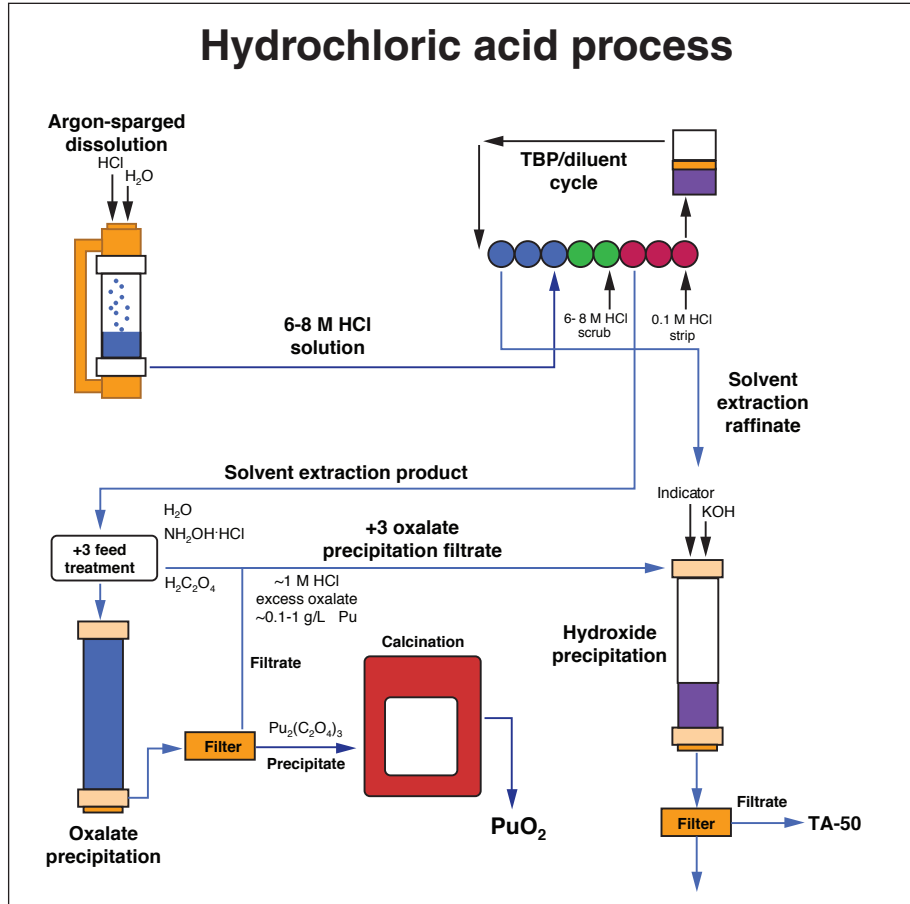 Hydrochloric acid process
Argon-sparged
dissolution
HCl
H₂O
TBP/diluent
cycle
6-8 M HCl
solution
6- 8 M HCl
scrub
0.1 M HCl
strip
Solvent
extraction
raffinate
Solvent extraction product
Indicator
KOH
H₂O
NH₂OH·HCl
+3 feed
treatment
H₂C₂O₄
+3 oxalate
precipitation filtrate
~1 M HCl
excess oxalate
~0.1-1 g/L Pu
Hydroxide
precipitation
Calcination
Filtrate
Filter
Pu₂(C₂O₄)₃
Precipitate
Oxalate
precipitation
PuO₂
Filter
Filtrate
TA-50